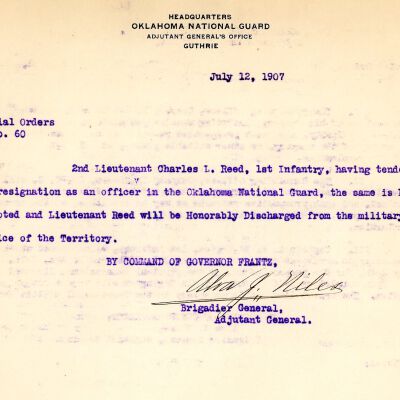 HEADQUARTERS
OKLAHOMA NATIONAL GUARD
ADJUTANT GENERAL'S OFFICE
GUTHRIE
July 12, 1907
ial Orders
o. 60
2nd Lieutenant Charles L. Reed, 1st Infantry, having tende
resignation as an officer in the Oklahoma National Guard, the same is h
pted and Lieutenant Reed will be Honorably Discharged from the military
ice of the Territory.
BY COMMAND OF GOVERNOR FRANTZ,
Alva J. Niles
Brigadier General,
Adjutant General.